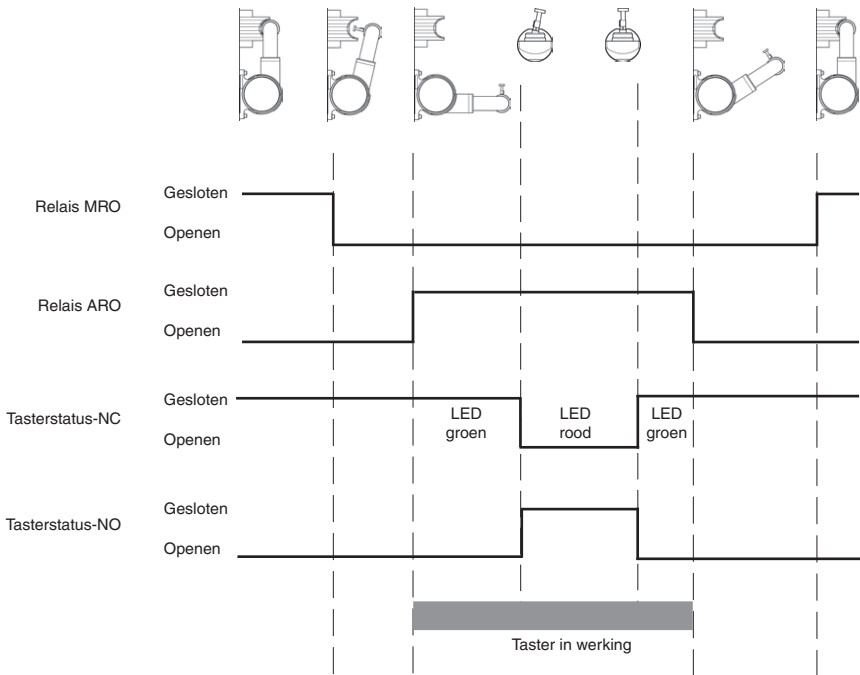 Relais MRO
Gesloten
Openen
Relais ARO
Gesloten
Openen
Tasterstatus-NC
Gesloten
Openen
LED
groen
LED
rood
LED
groen
Tasterstatus-NO
Gesloten
Openen
Taster in werking